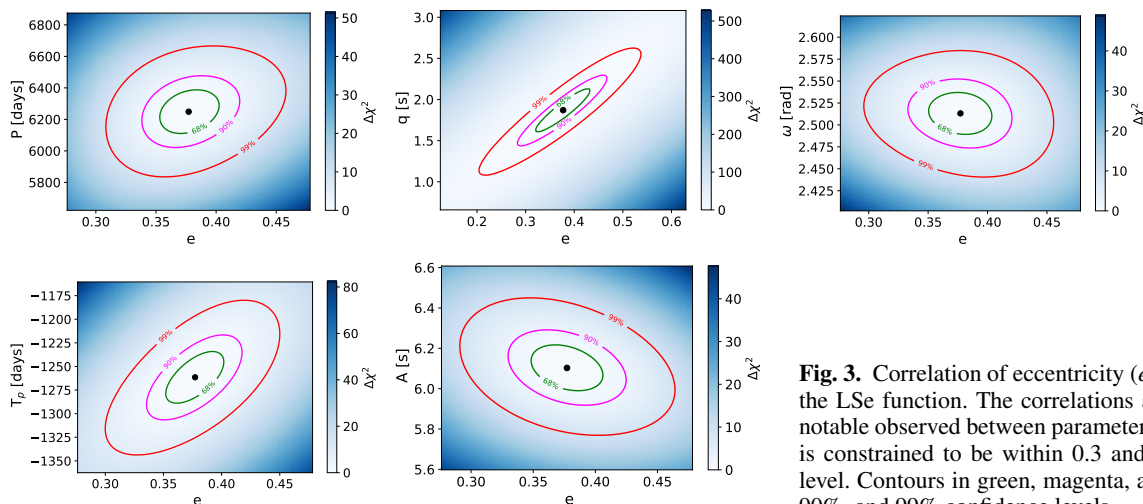 6800
6600
6400
6200
6000
5800
P [days]
0.30 0.35 0.40 0.45
e
68%
90%
99%
50
40
30
20
10
0
Δχ²
3.0
2.5
2.0
1.5
1.0
q [s]
0.2 0.3 0.4 0.5 0.6
e
99%
68%
90%
500
400
300
200
100
0
Δχ²
2.600
2.575
2.550
2.525
2.500
2.475
2.450
2.425
ω [rad]
0.30 0.35 0.40 0.45
e
90%
68%
99%
40
30
20
10
0
Δχ²
−1175
−1200
−1225
−1250
−1275
−1300
−1325
−1350
Tp [days]
0.30 0.35 0.40 0.45
e
99%
90%
68%
80
60
40
20
0
Δχ²
6.6
6.4
6.2
6.0
5.8
5.6
A [s]
0.30 0.35 0.40 0.45
e
99%
90%
68%
40
30
20
10
0
Δχ²
Fig. 3. Correlation of eccentricity (
the LSe function. The correlations
notable observed between parameter
is constrained to be within 0.3 and
level. Contours in green, magenta,
90%, and 99% confidence levels.